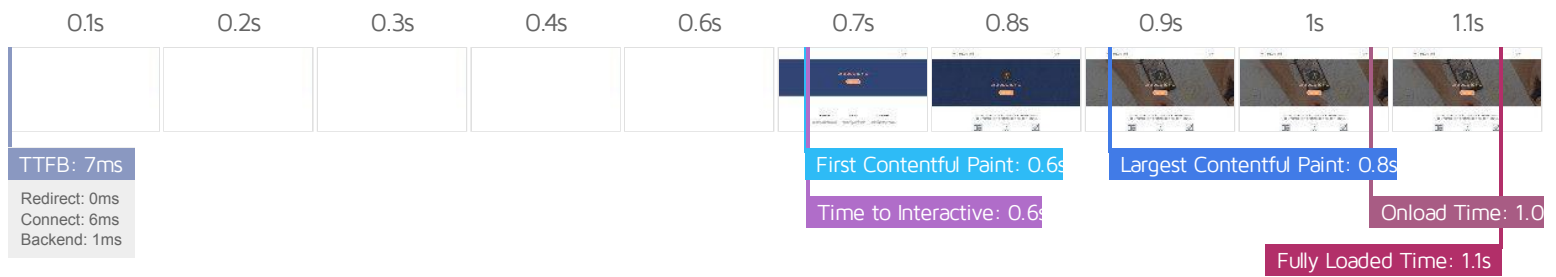 0.1s 0.2s 0.3s 0.4s 0.6s 0.7s 0.8s 0.9s 1s 1.1s
TTFB: 7ms
First Contentful Paint: 0.6s
Largest Contentful Paint: 0.8s
Redirect: 0ms
Connect: 6ms
Backend: 1ms
Time to Interactive: 0.6s
Onload Time: 1.0
Fully Loaded Time: 1.1s